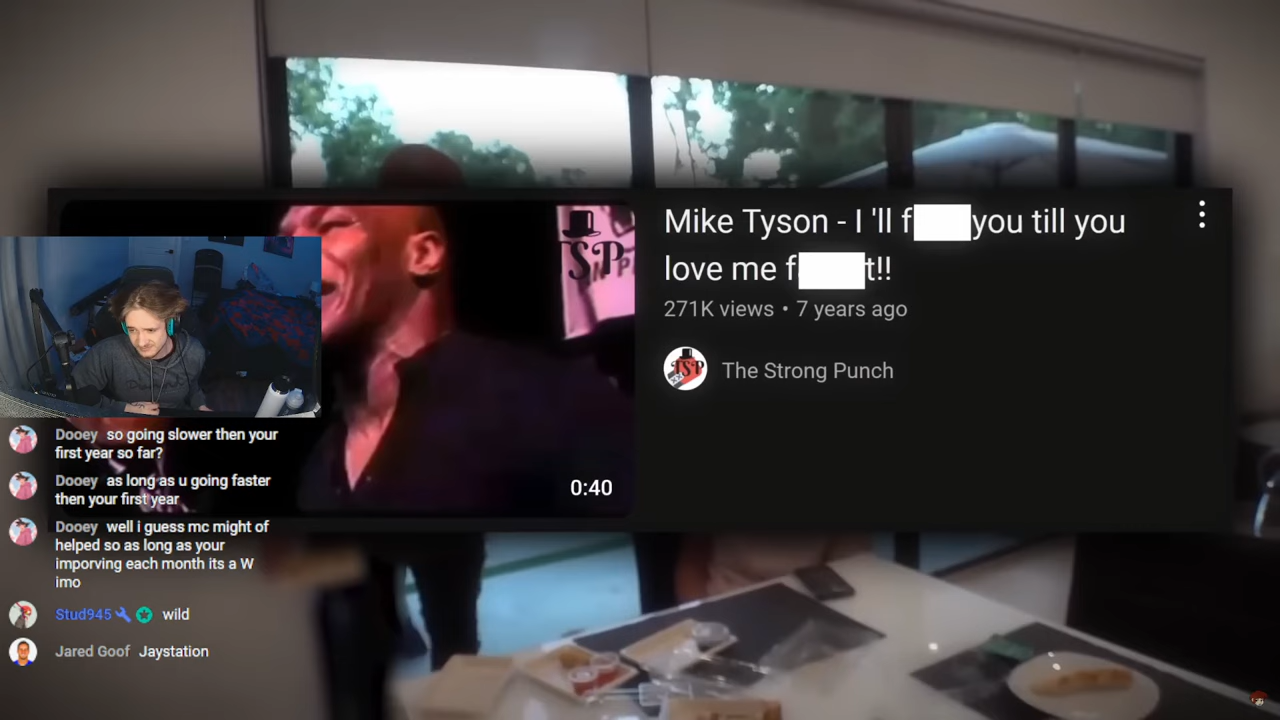 Mike Tyson - I 'll f you till you
love me f t!!
271K views • 7 years ago
TSP
The Strong Punch
TSP
0:40
Dooey so going slower then your
first year so far?
Dooey as long as u going faster
then your first year
Dooey well i guess mc might of
helped so as long as your
imporving each month its a W
imo
Stud945 wild
Jared Goof Jaystation